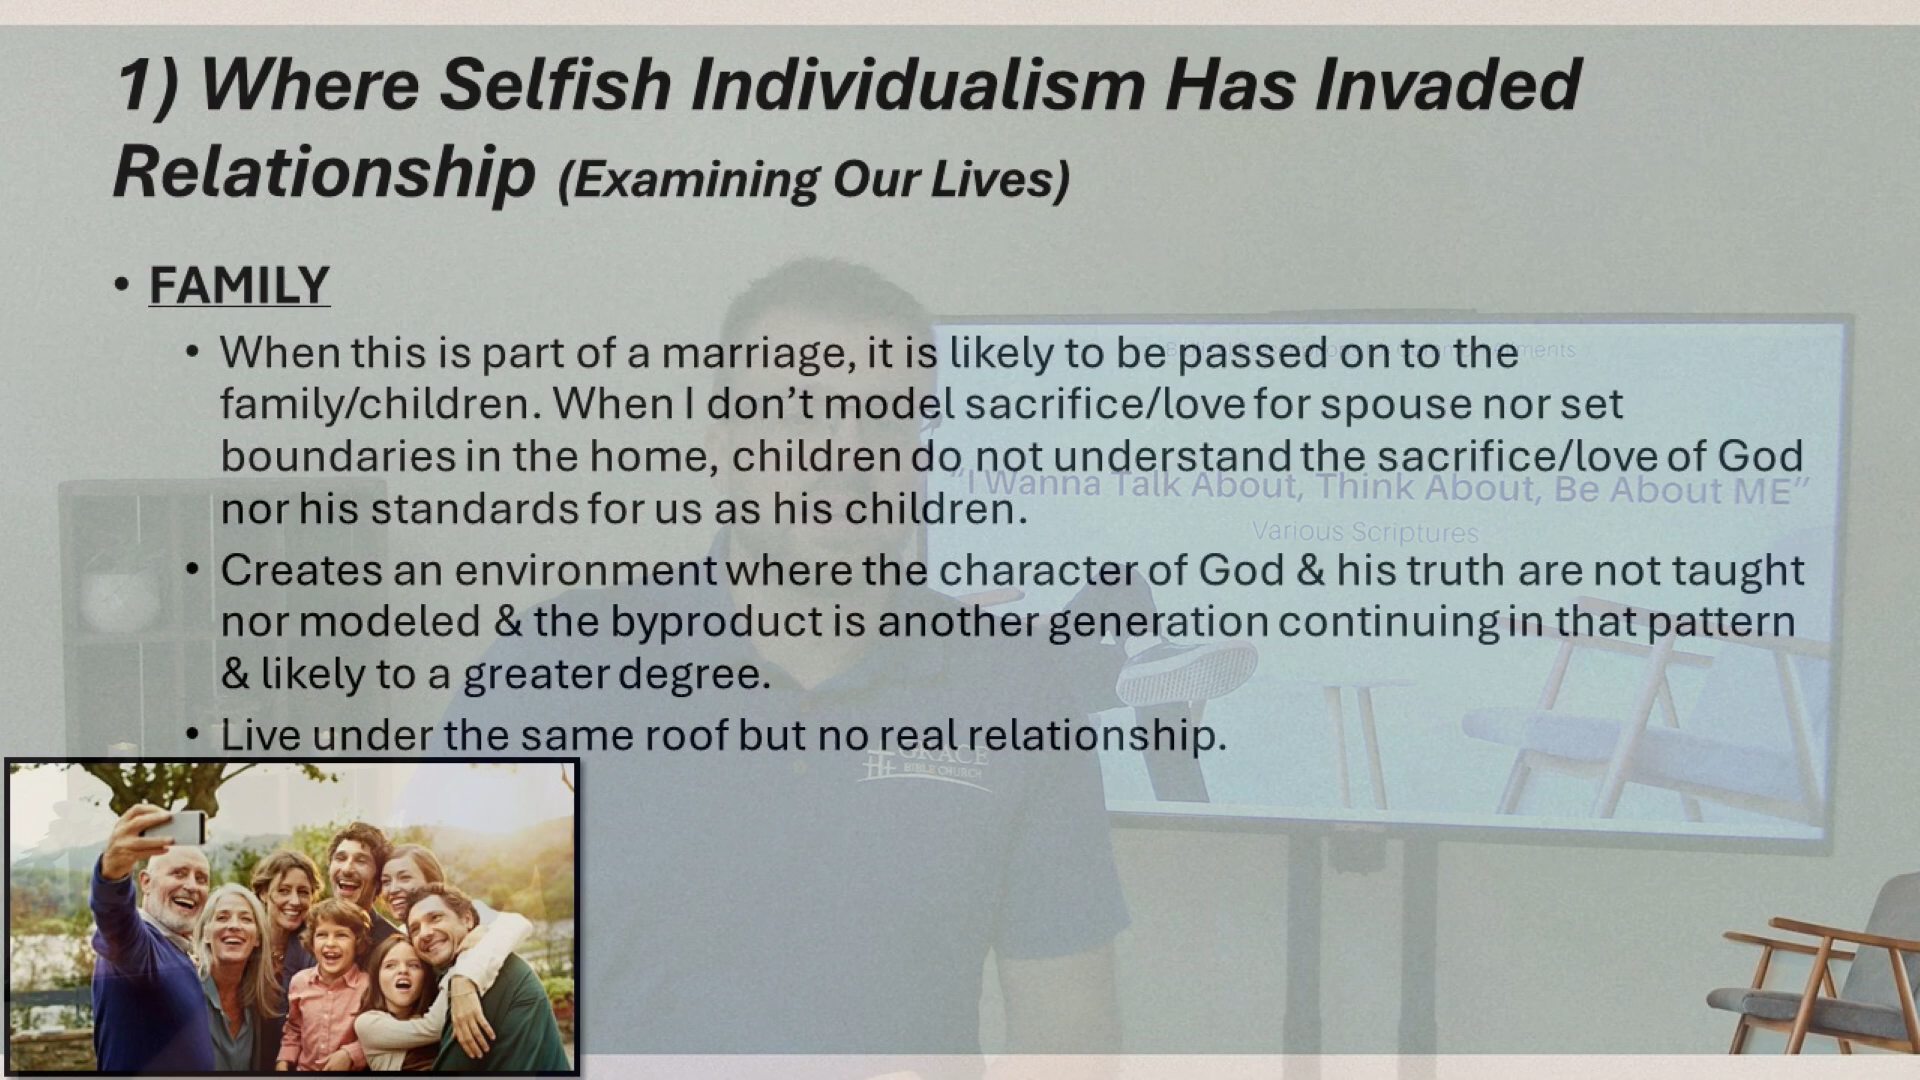 1) Where Selfish Individualism Has Invaded
Relationship (Examining Our Lives)
• FAMILY
• When this is part of a marriage, it is likely to be passed on to the
family/children. When I don’t model sacrifice/love for spouse nor set
boundaries in the home, children do not understand the sacrifice/love of God
nor his standards for us as his children.
• Creates an environment where the character of God & his truth are not taught
nor modeled & the byproduct is another generation continuing in that pattern
& likely to a greater degree.
• Live under the same roof but no real relationship.
“I Wanna Talk About, Think About, Be About ME”
Various Scriptures
GRACE
BIBLE CHURCH